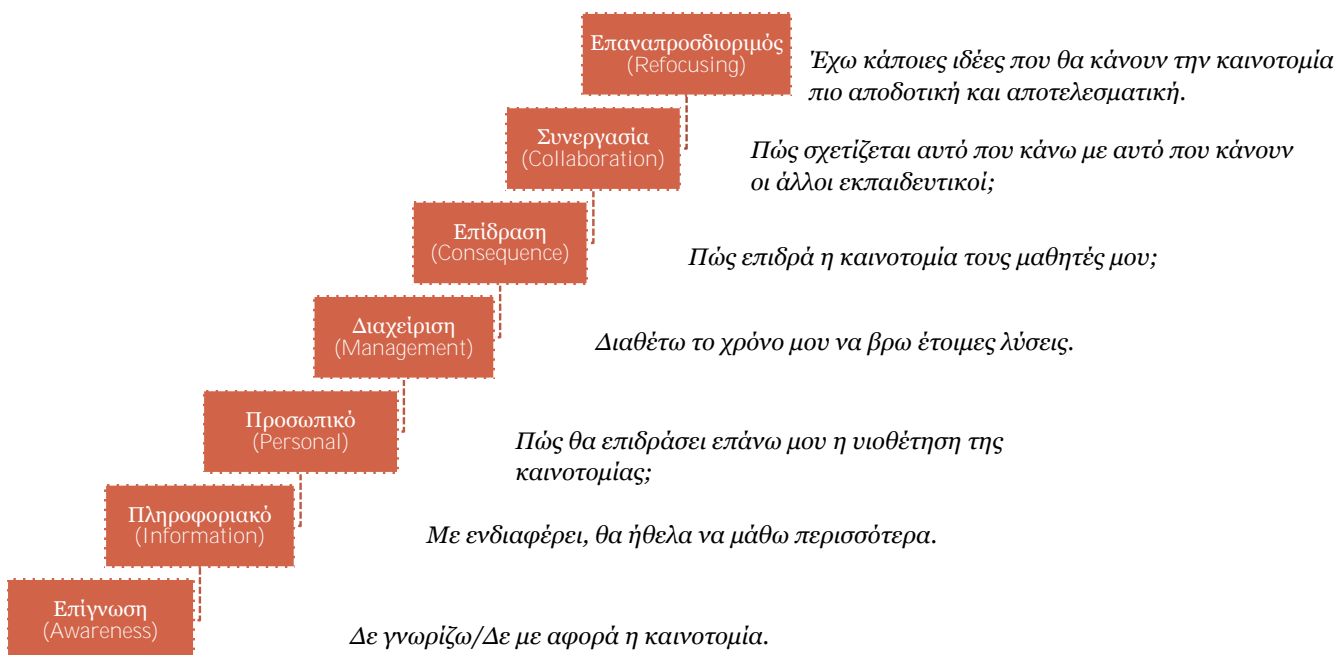 Επαναπροσδιορισμός
(Refocusing)
Έχω κάποιες ιδέες που θα κάνουν την καινοτομία
πιο αποδοτική και αποτελεσματική.
Συνεργασία
(Collaboration)
Πώς σχετίζεται αυτό που κάνω με αυτό που κάνουν
οι άλλοι εκπαιδευτικοί;
Επίδραση
(Consequence)
Πώς επιδρά η καινοτομία τους μαθητές μου;
Διαχείριση
(Management)
Διαθέτω το χρόνο μου να βρω έτοιμες λύσεις.
Προσωπικό
(Personal)
Πώς θα επιδράσει επάνω μου η υιοθέτηση της
καινοτομίας;
Πληροφοριακό
(Information)
Με ενδιαφέρει, θα ήθελα να μάθω περισσότερα.
Επίγνωση
(Awareness)
Δε γνωρίζω/Δε με αφορά η καινοτομία.